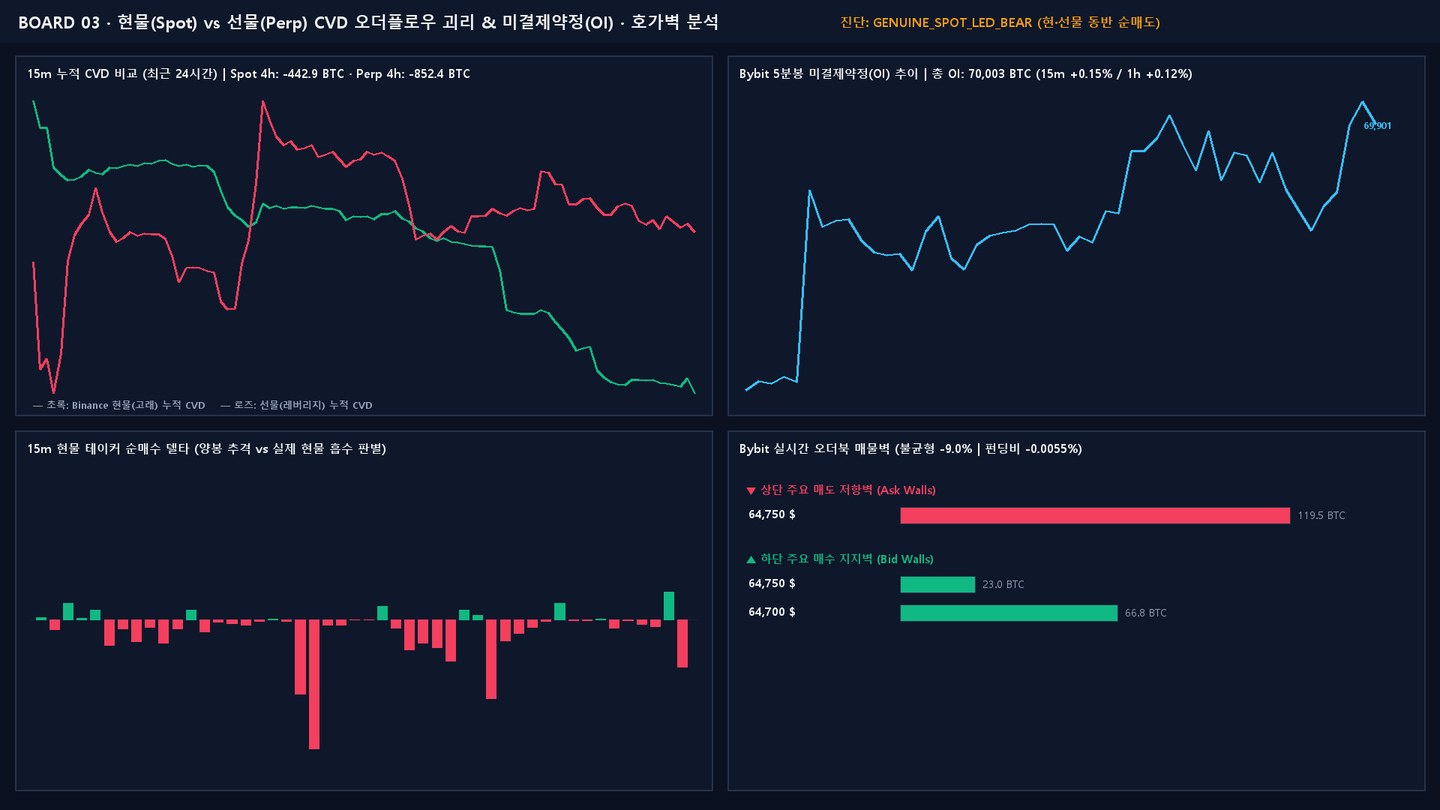 BOARD 03 · 현물(Spot) vs 선물(Perp) CVD 오더플로우 괴리 & 미결제약정(OI) · 호가벽 분석
진단: GENUINE_SPOT_LED_BEAR (현·선물 동반 순매도)
15m 누적 CVD 비교 (최근 24시간) | Spot 4h: -442.9 BTC · Perp 4h: -852.4 BTC
— 초록: Binance 현물(고래) 누적 CVD — 로즈: 선물(레버리지) 누적 CVD
Bybit 5분봉 미결제약정(OI) 추이 | 총 OI: 70,003 BTC (15m +0.15% / 1h +0.12%)
69,901
15m 현물 테이커 순매수 델타 (양봉 추격 vs 실제 현물 흡수 판별)
Bybit 실시간 오더북 매물벽 (불균형 -9.0% | 펀딩비 -0.0055%)
▼ 상단 주요 매도 저항벽 (Ask Walls)
64,750 $ 119.5 BTC
▲ 하단 주요 매수 지지벽 (Bid Walls)
64,750 $ 23.0 BTC
64,700 $ 66.8 BTC